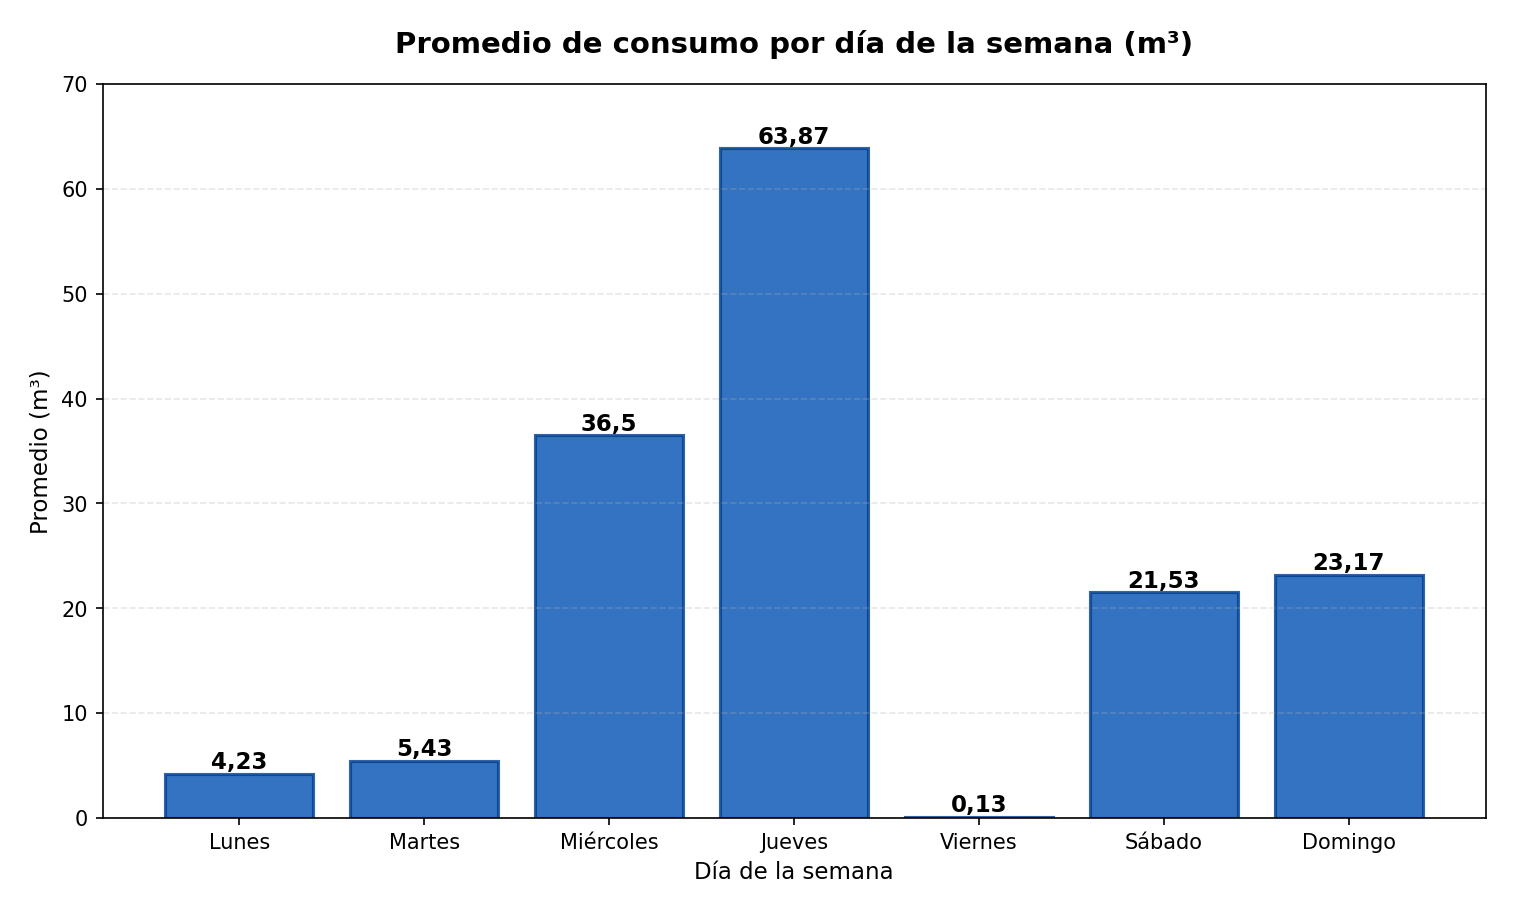 Promedio de consumo por día de la semana (m³)
Promedio (m³)
70
60
50
40
30
20
10
0
4,23
5,43
36,5
63,87
0,13
21,53
23,17
Lunes
Martes
Miércoles
Jueves
Viernes
Sábado
Domingo
Día de la semana